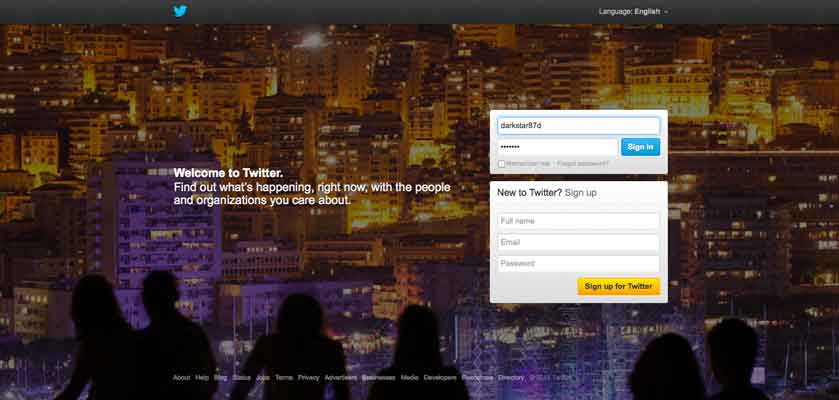 Language: English
darkstar87d
•••••••
Sign in
Remember me · Forgot password?
Welcome to Twitter.
Find out what's happening, right now, with the people
and organizations you care about.
New to Twitter? Sign up
Full name
Email
Password
Sign up for Twitter
About Help Blog Status Jobs Terms Privacy Advertisers Businesses Media Developers Resources Directory